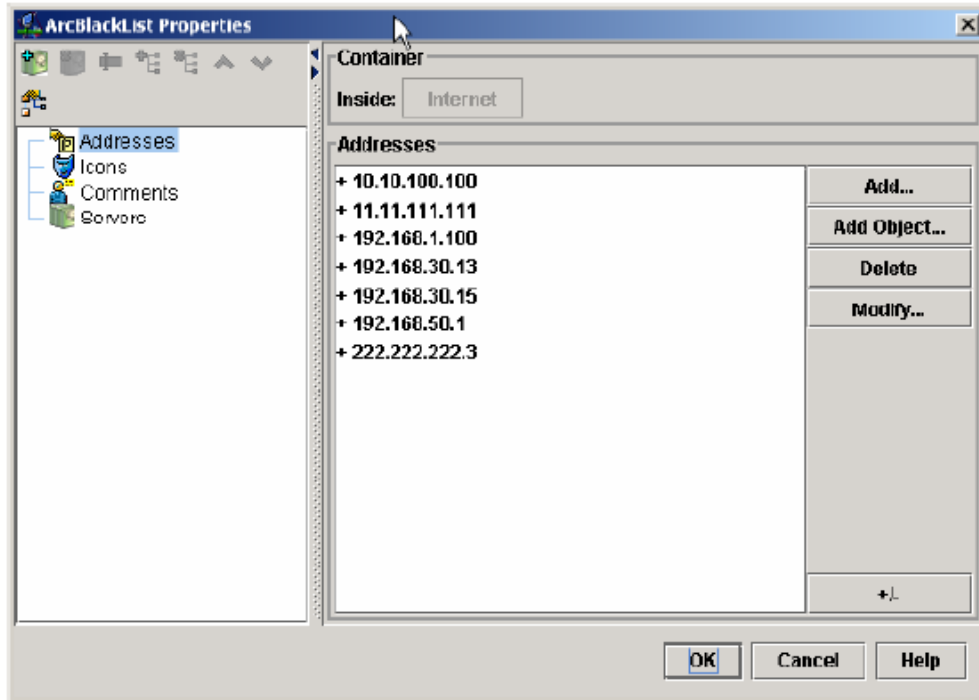 ArcBlackList Properties
Container
Inside: Internet
Addresses
Icons
Comments
Servers
Addresses
+ 10.10.100.100
+ 11.11.111.111
+ 192.168.1.100
+ 192.168.30.13
+ 192.168.30.15
+ 192.168.50.1
+ 222.222.222.3
Add...
Add Object...
Delete
Modify...
+/-
OK
Cancel
Help